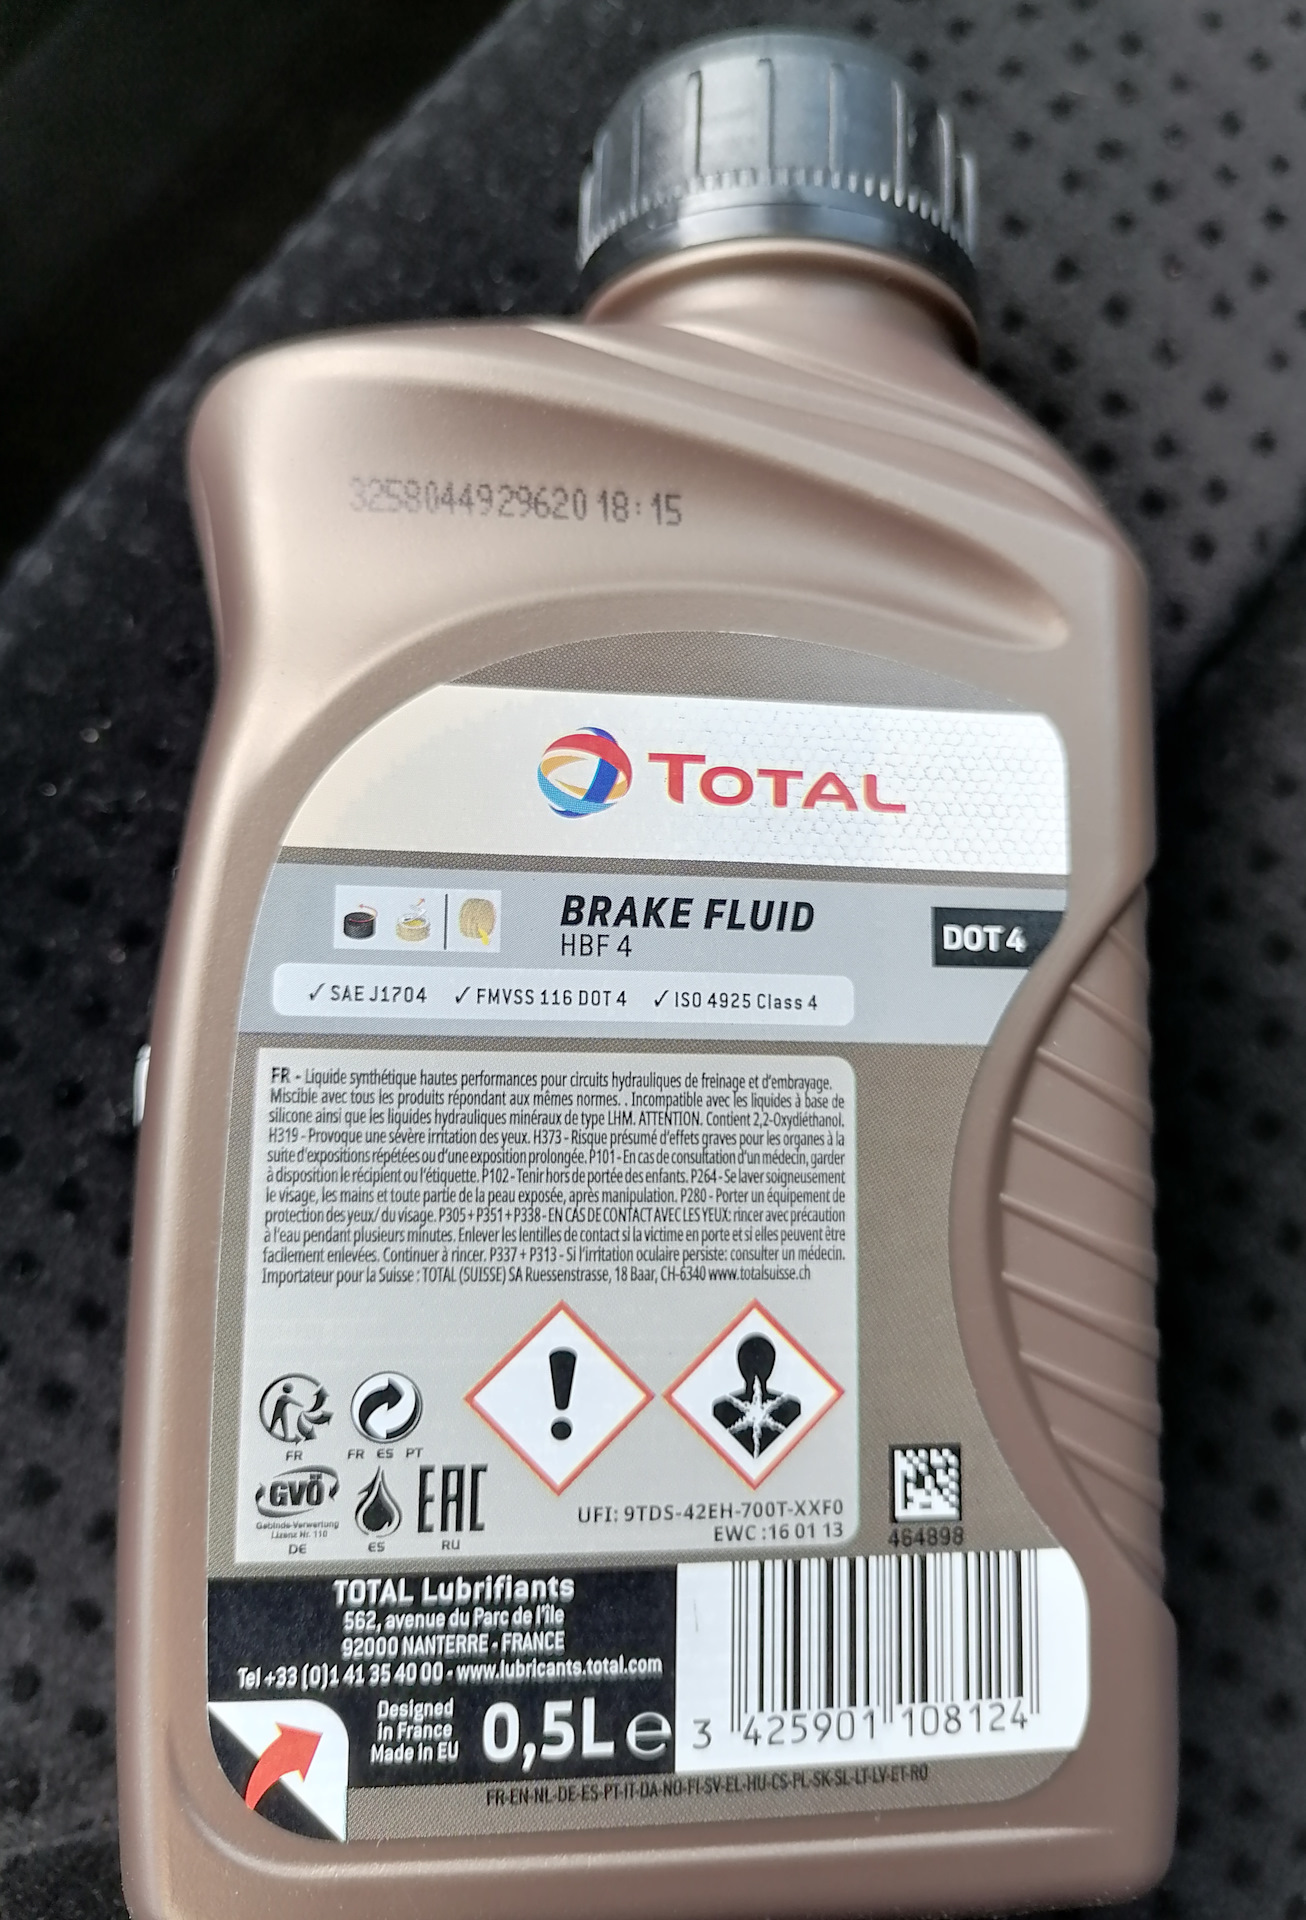 3258044929620 18:15
TOTAL
BRAKE FLUID
HBF 4
DOT 4
✓ SAE J1704 ✓ FMVSS 116 DOT 4 ✓ ISO 4925 Class 4
FR - Liquide synthétique hautes performances pour circuits hydrauliques de freinage et d'embrayage.
Miscible avec tous les produits répondant aux mêmes normes. . Incompatible avec les liquides à base de
silicone ainsi que les liquides hydrauliques minéraux de type LHM. ATTENTION. Contient 2,2-Oxydiéthanol.
H319 - Provoque une sévère irritation des yeux. H373 - Risque présumé d'effets graves pour les organes à la
suite d'expositions répétées ou d'une exposition prolongée. P101 - En cas de consultation d'un médecin, garder
à disposition le récipient ou l'étiquette. P102 - Tenir hors de portée des enfants. P264 - Se laver soigneusement
le visage, les mains et toute partie de la peau exposée, après manipulation. P280 - Porter un équipement de
protection des yeux/ du visage. P305 + P351 + P338 - EN CAS DE CONTACT AVEC LES YEUX: rincer avec précaution
à l'eau pendant plusieurs minutes. Enlever les lentilles de contact si la victime en porte et si elles peuvent être
facilement enlevées. Continuer à rincer. P337 + P313 - Si l'irritation oculaire persiste: consulter un médecin.
Importateur pour la Suisse : TOTAL (SUISSE) SA Ruessenstrasse, 18 Baar, CH-6340 www.totalsuisse.ch
FR
FR ES PT
GVÖ
Gebinde-Verwertung
Lizenz Nr. 110
DE
ES
EAC
RU
UFI: 9TDS-42EH-700T-XXF0
EWC :16 01 13
464898
TOTAL Lubrifiants
562, avenue du Parc de l'île
92000 NANTERRE - FRANCE
Tel +33 (0)1 41 35 40 00 - www.lubricants.total.com
Designed
in France
Made in EU
0,5L e
3 425901 108124
FR-EN-NL-DE-ES-PT-IT-DA-NO-FI-SV-EL-HU-CS-PL-SK-SL-LT-LV-ET-RO